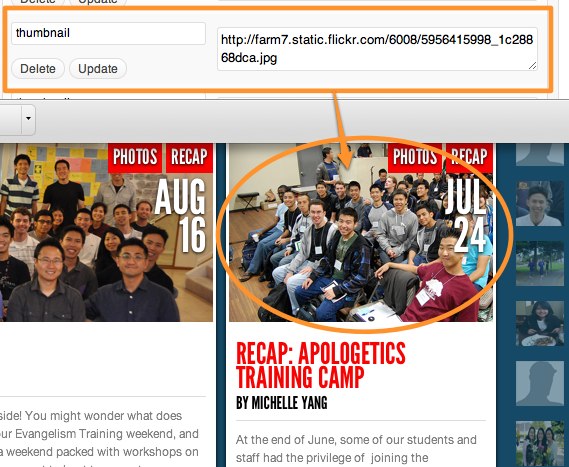 Delete Update
thumbnail
http://farm7.static.flickr.com/6008/5956415998_1c288
68dca.jpg
Delete Update
PHOTOS RECAP
AUG
16
PHOTOS RECAP
JUL
24
RECAP: APOLOGETICS
TRAINING CAMP
BY MICHELLE YANG
side! You might wonder what does
our Evangelism Training weekend, and
a weekend packed with workshops on
At the end of June, some of our students and
staff had the privilege of joining the